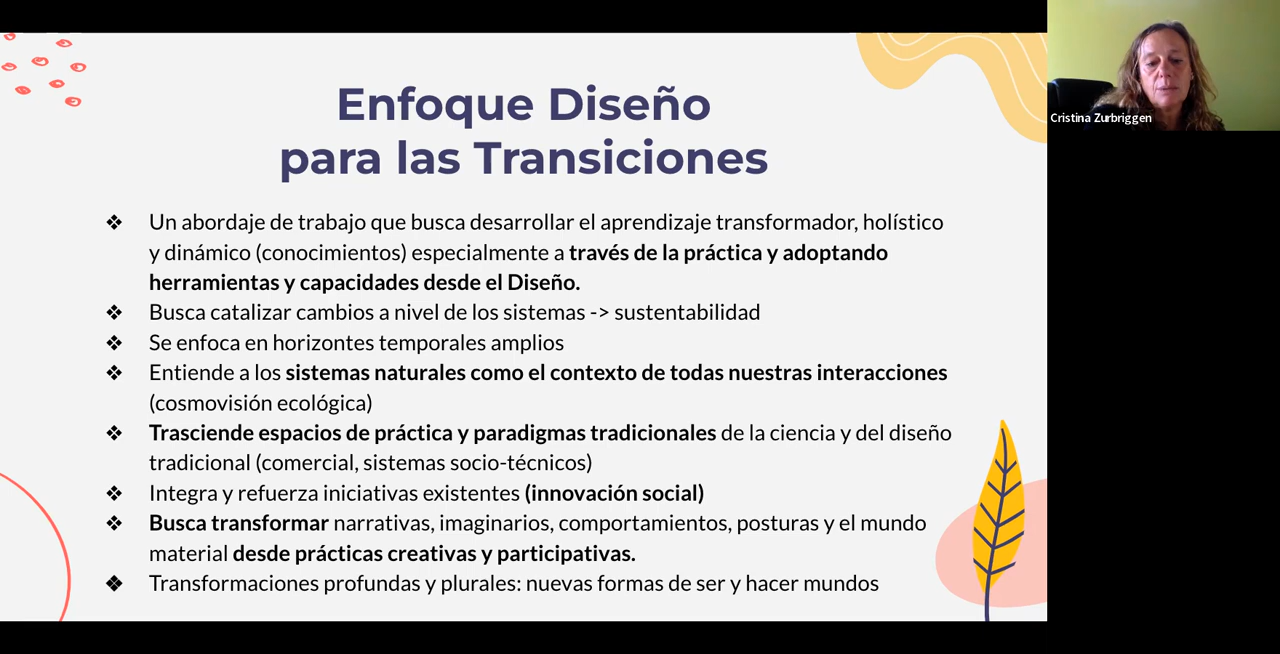 Enfoque Diseño
para las Transiciones
❖ Un abordaje de trabajo que busca desarrollar el aprendizaje transformador, holístico
y dinámico (conocimientos) especialmente a través de la práctica y adoptando
herramientas y capacidades desde el Diseño.
❖ Busca catalizar cambios a nivel de los sistemas -> sustentabilidad
❖ Se enfoca en horizontes temporales amplios
❖ Entiende a los sistemas naturales como el contexto de todas nuestras interacciones
(cosmovisión ecológica)
❖ Trasciende espacios de práctica y paradigmas tradicionales de la ciencia y del diseño
tradicional (comercial, sistemas socio-técnicos)
❖ Integra y refuerza iniciativas existentes (innovación social)
❖ Busca transformar narrativas, imaginarios, comportamientos, posturas y el mundo
material desde prácticas creativas y participativas.
❖ Transformaciones profundas y plurales: nuevas formas de ser y hacer mundos
Cristina Zurbriggen